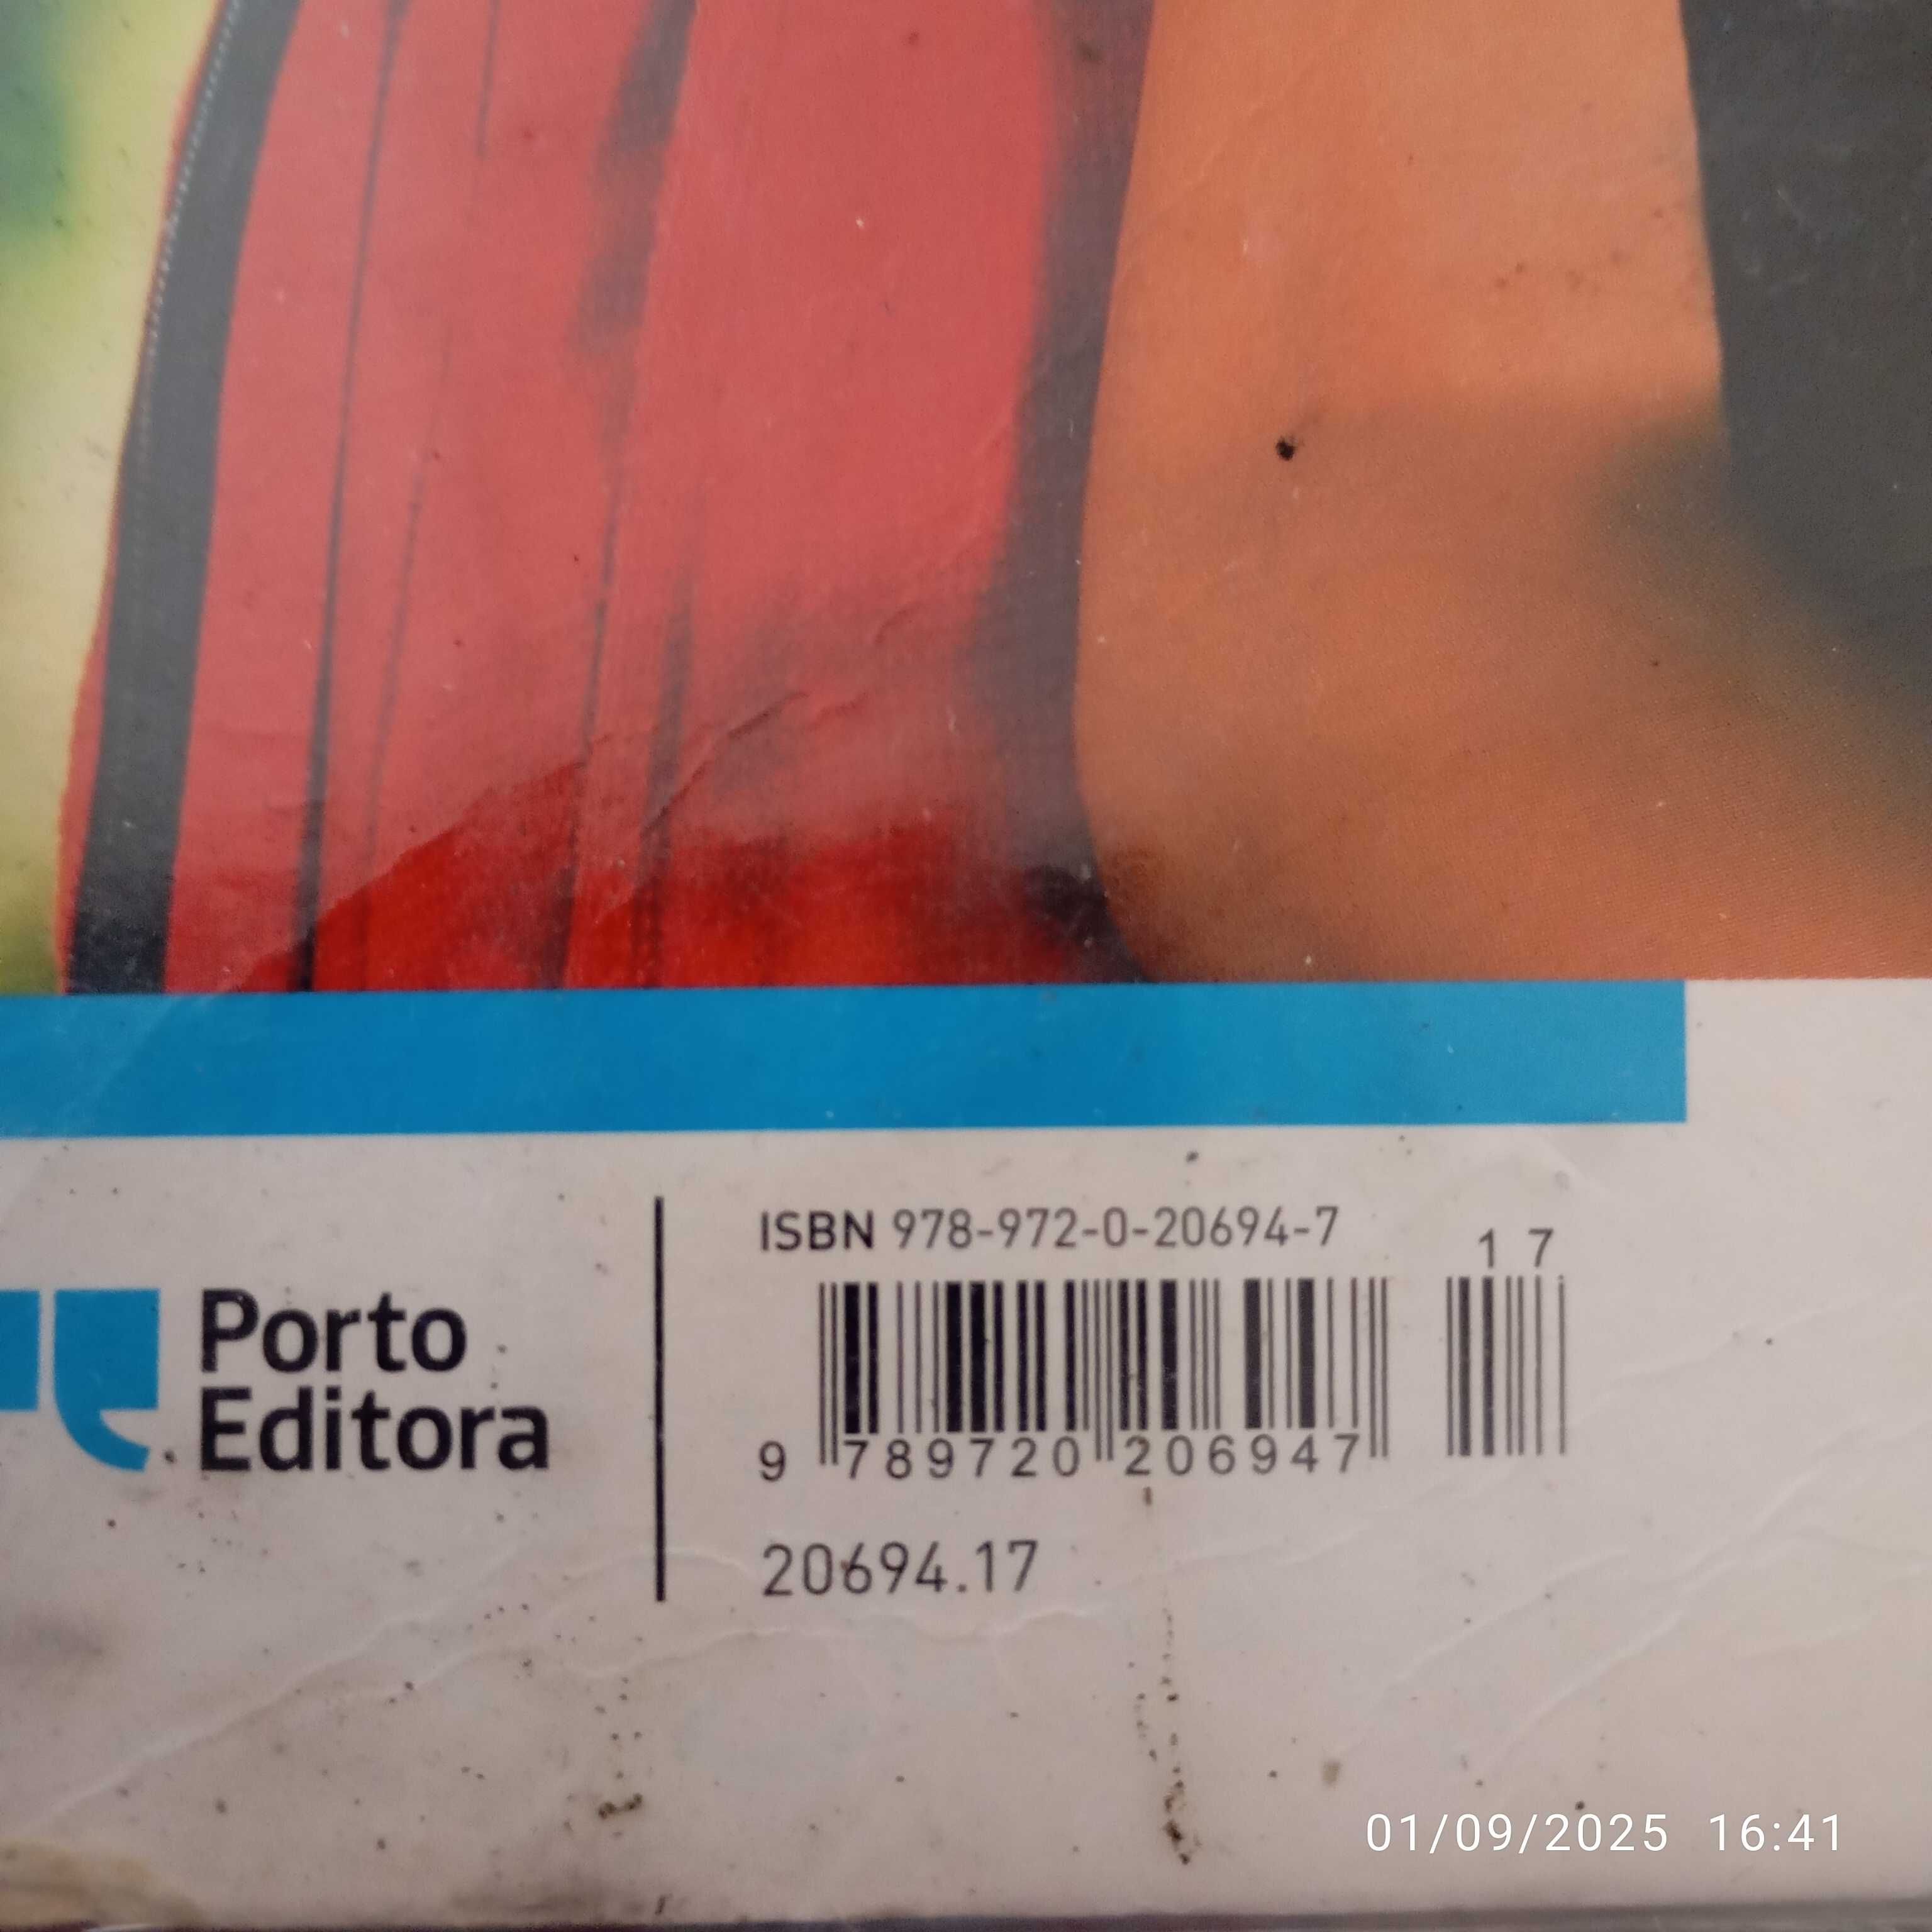 Porto
Editora
ISBN 978-972-0-20694-7
1 7
9 789720 206947
20694.17
01/09/2025 16:41